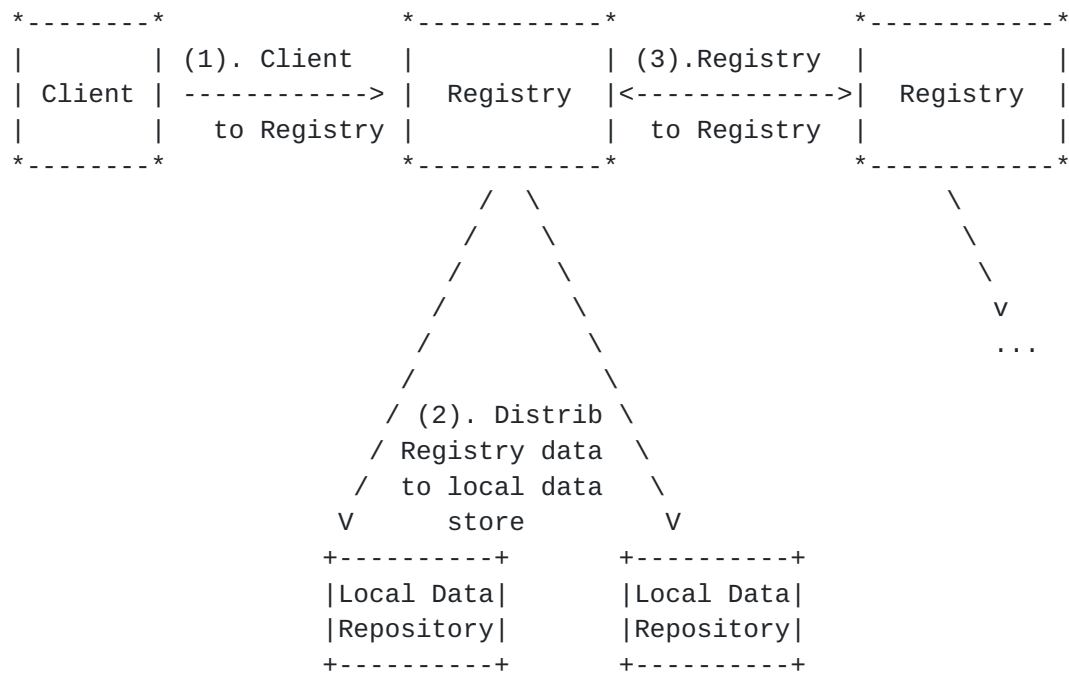 (1). Client (3).Registry
Client ------------> Registry <------------->  Registry
to Registry to Registry
(2). Distrib
Registry data
to local data
store
Local Data Local Data
Repository Repository
...